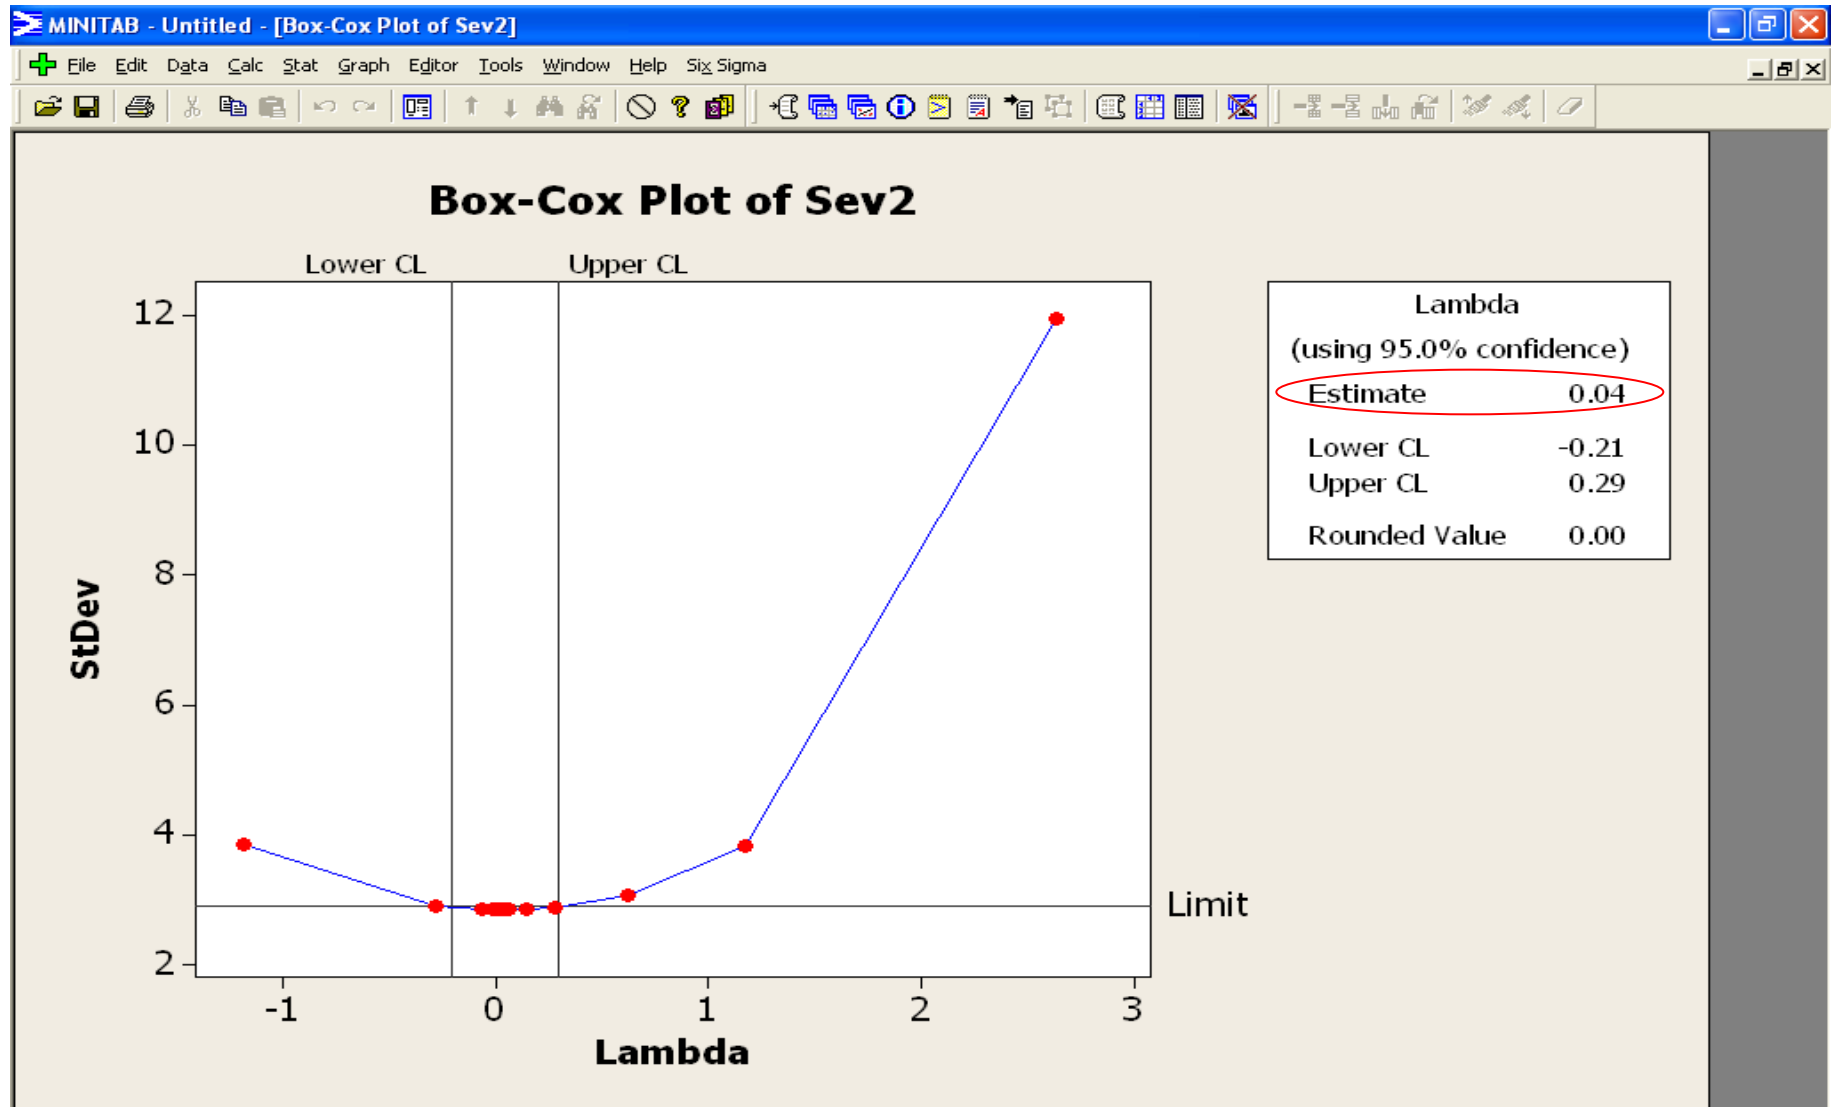 MINITAB - Untitled - [Box-Cox Plot of Sev2]
File Edit Data Calc Stat Graph Editor Tools Window Help Six Sigma
Box-Cox Plot of Sev2
Lower CL Upper CL
12
10
8
6
4
2
StDev
-1 0 1 2 3
Lambda
Limit
Lambda
(using 95.0% confidence)
Estimate 0.04
Lower CL -0.21
Upper CL 0.29
Rounded Value 0.00